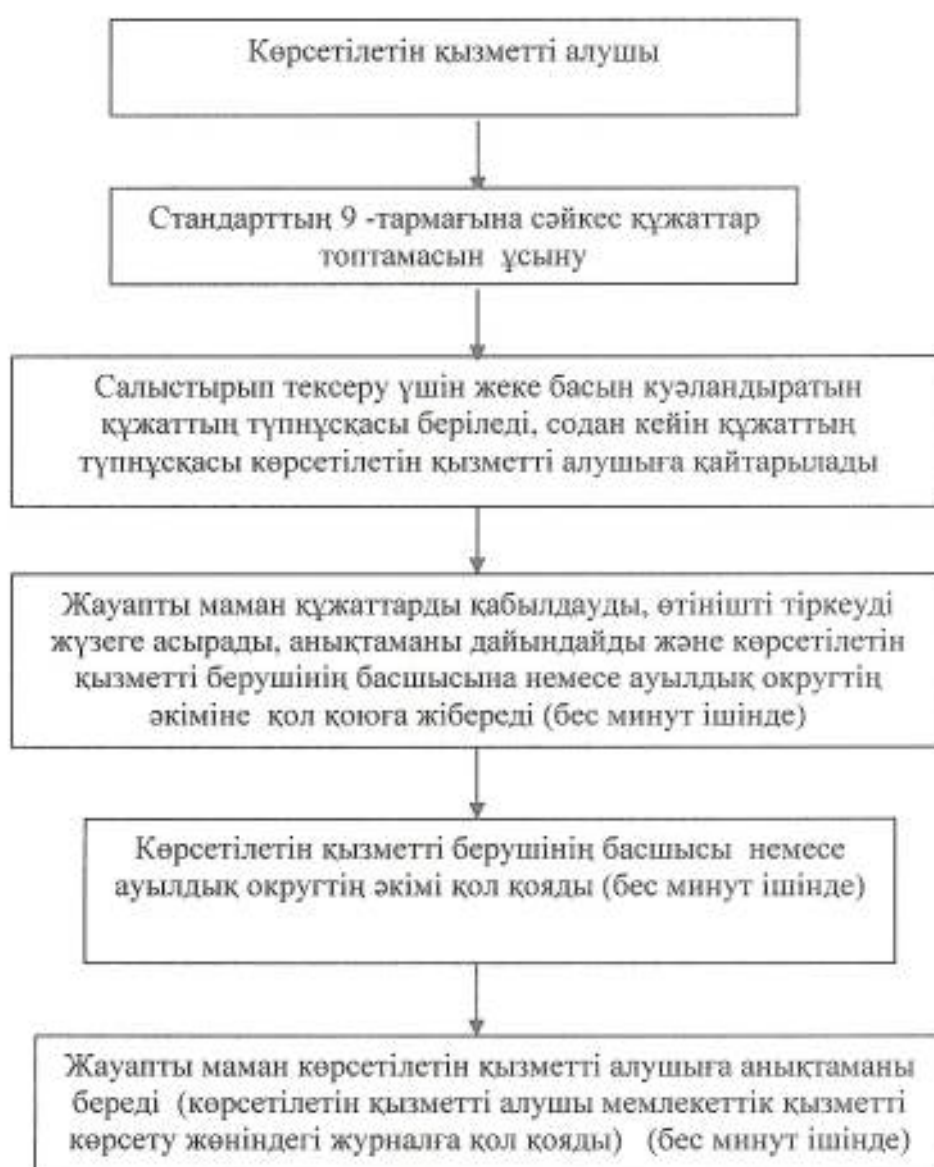 Көрсетілетін қызметті алушы
Стандарттың 9 -тармағына сәйкес құжаттар
топтамасын ұсыну
Салыстырып тексеру үшін жеке басын куәландыратын
құжаттың түпнұсқасы беріледі, содан кейін құжаттың
түпнұсқасы көрсетілетін қызметті алушыға қайтарылады
Жауапты маман құжаттарды қабылдауды, өтінішті тіркеуді
жүзеге асырады, анықтаманы дайындайды және көрсетілетін
қызметті берушінің басшысына немесе ауылдық округтің
әкіміне қол қоюға жібереді (бес минут ішінде)
Көрсетілетін қызметті берушінің басшысы немесе
ауылдық округтің әкімі қол қояды (бес минут ішінде)
Жауапты маман көрсетілетін қызметті алушыға анықтаманы
береді (көрсетілетін қызметті алушы мемлекеттік қызметті
көрсету жөніндегі журналға қол қояды) (бес минут ішінде)